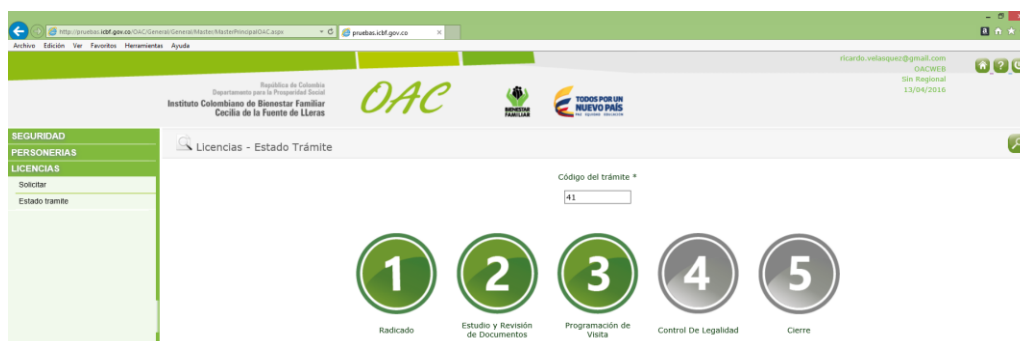 http://pruebas.icbf.gov.co/OAC/General/General/Master/MasterPrincipalOAC.aspx
pruebas.icbf.gov.co
Archivo Edición Ver Favoritos Herramientas Ayuda
ricardo.velasquez@gmail.com
OACWEB
Sin Regional
13/04/2016
República de Colombia
Departamento para la Prosperidad Social
Instituto Colombiano de Bienestar Familiar
Cecilia de la Fuente de LLeras
OAC
BIENESTAR
FAMILIAR
TODOS POR UN
NUEVO PAÍS
PAZ EQUIDAD EDUCACIÓN
SEGURIDAD
PERSONERIAS
LICENCIAS
Solicitar
Estado tramite
Licencias - Estado Trámite
Código del trámite *
41
1
2
3
4
5
Radicado
Estudio y Revisión
de Documentos
Programación de
Visita
Control De Legalidad
Cierre